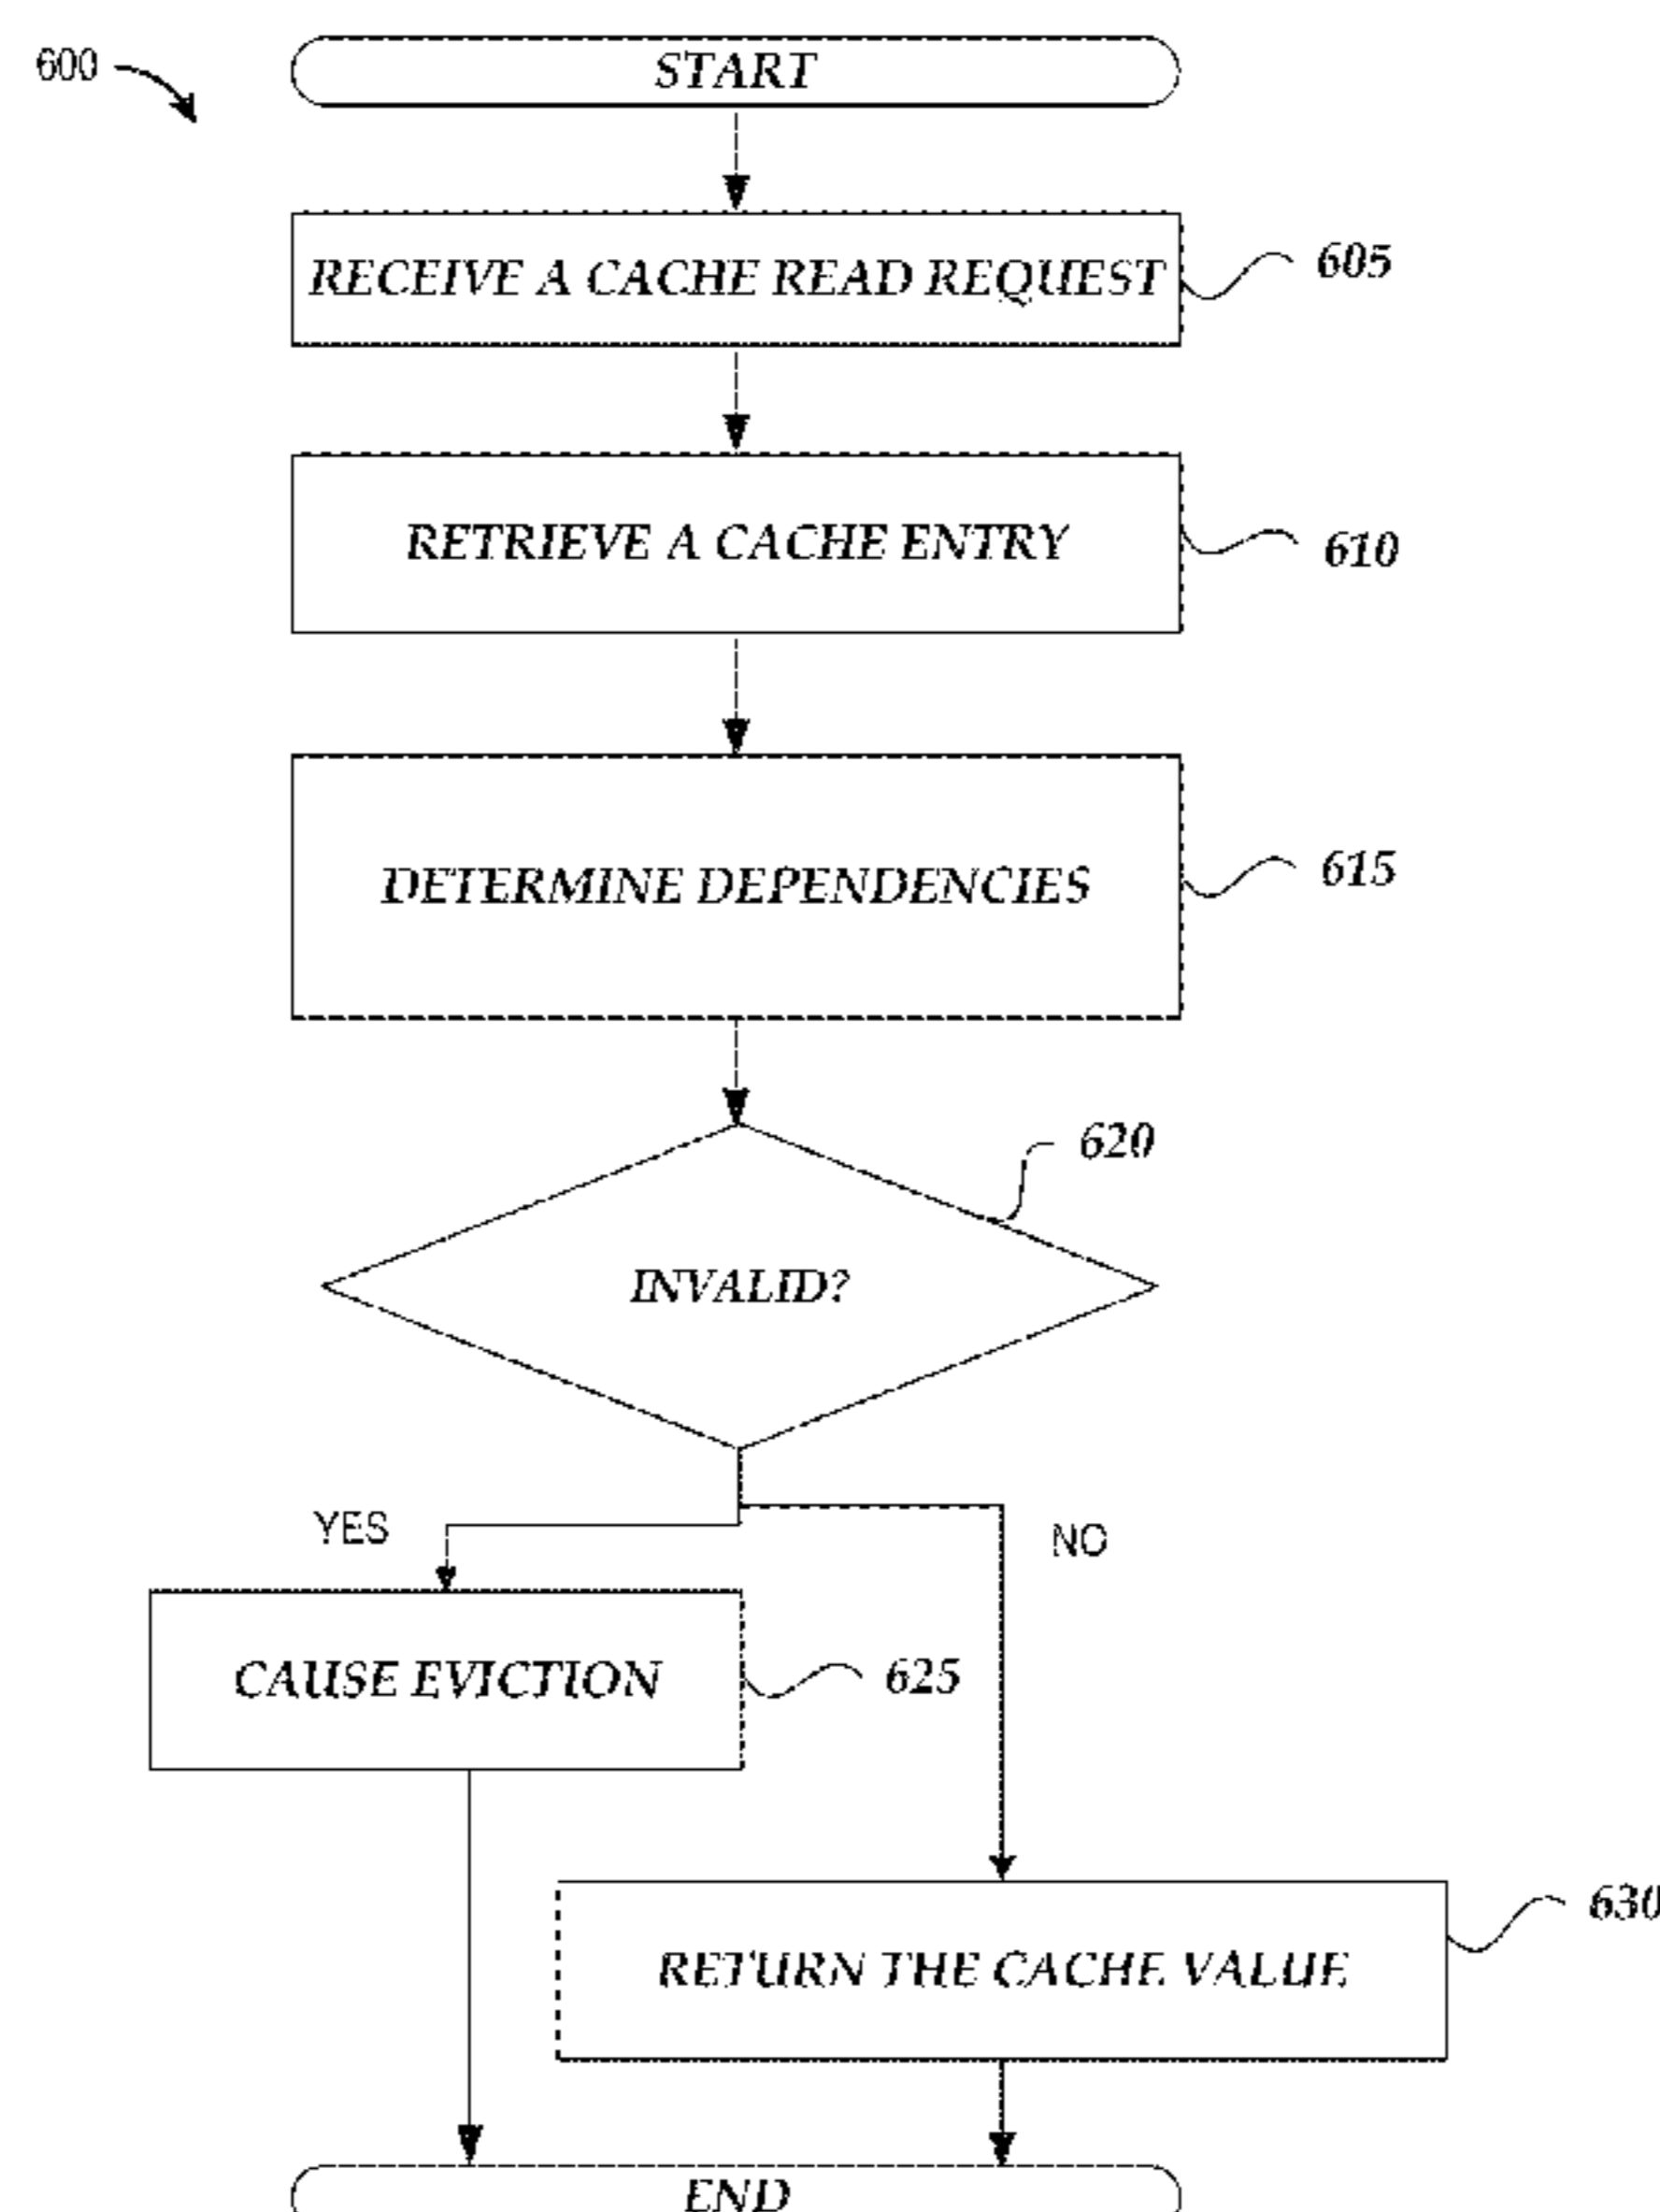 600
START
RECEIVE A CACHE READ REQUEST
605
RETRIEVE A CACHE ENTRY
610
DETERMINE DEPENDENCIES
615
620
INVALID?
YES
NO
CAUSE EVICTION
625
630
RETURN THE CACHE VALUE
END